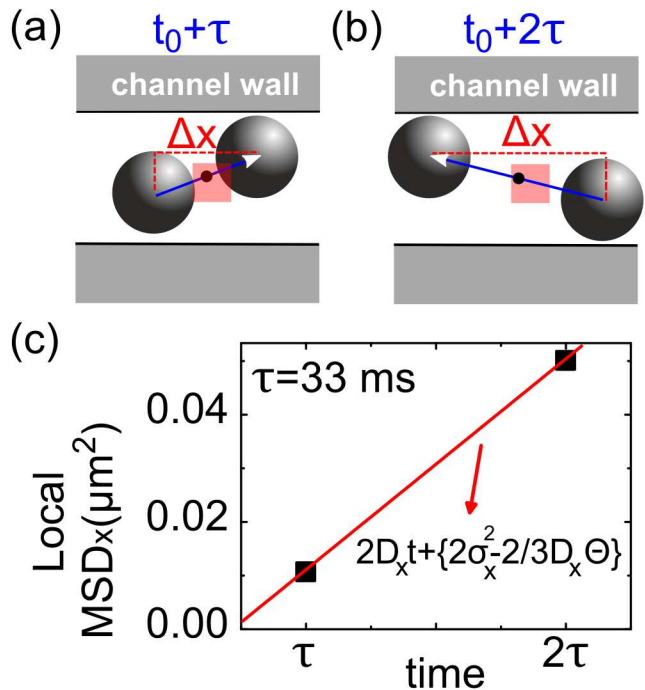 (a)
t₀+τ
channel wall
Δx
(b)
t₀+2τ
channel wall
Δx
(c)
τ=33 ms
0.04
0.02
0.00
Local
MSDₓ(μm²)
2Dₓt+{2σₓ²-2/3DₓΘ}
τ
2τ
time